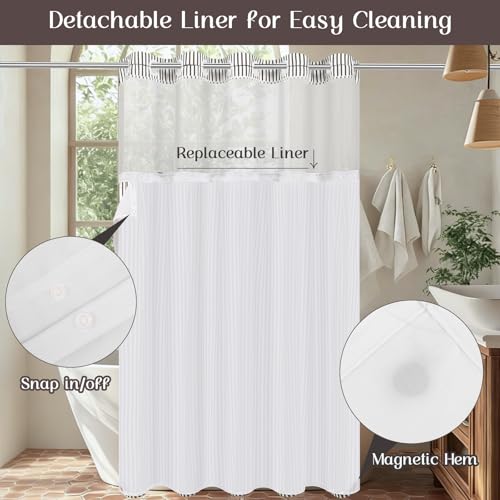 Detachable Liner for Easy Cleaning
Replaceable Liner
Snap in/off
Magnetic Hem